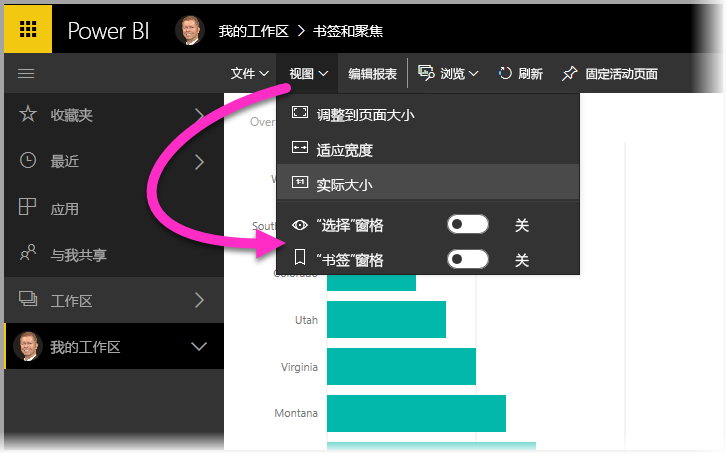 Power BI 我的工作区 > 书签和聚焦
文件 视图 编辑报表 浏览 刷新 固定活动页面
收藏夹
最近
应用
与我共享
工作区
我的工作区
调整到页面大小
适应宽度
1:1 实际大小
“选择”窗格 关
“书签”窗格 关
Over
South
Colorado
Utah
Virginia
Montana